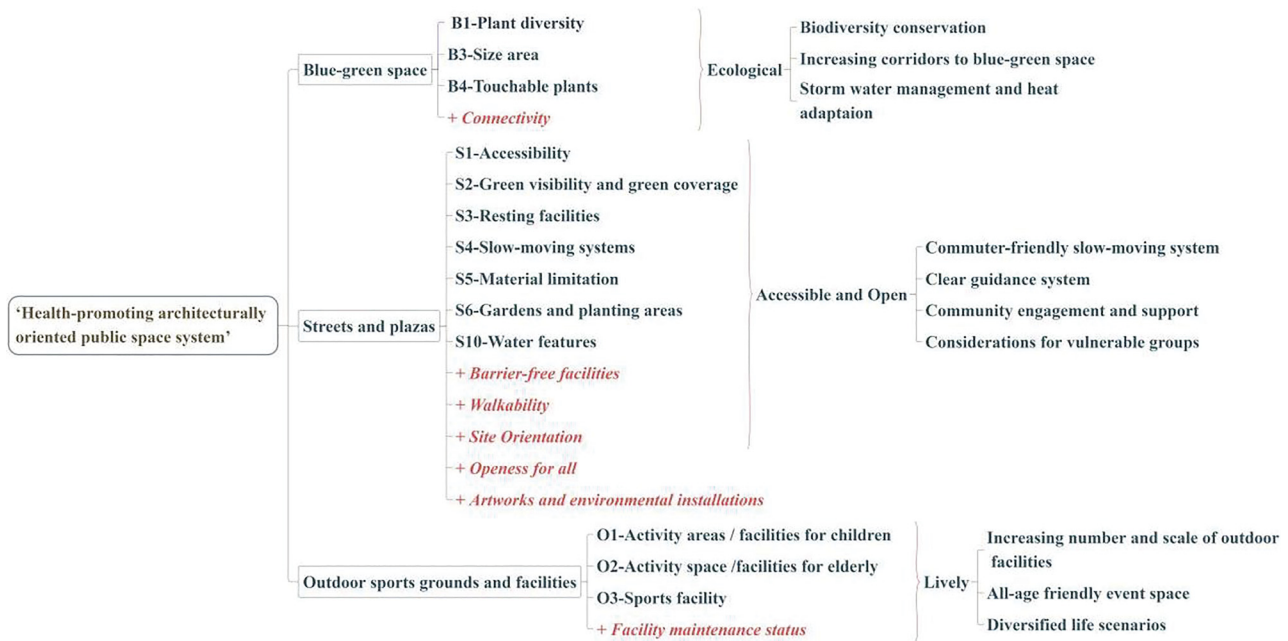 ‘Health-promoting architecturally
oriented public space system’
Blue-green space
B1-Plant diversity
B3-Size area
B4-Touchable plants
+ Connectivity
Ecological
Biodiversity conservation
Increasing corridors to blue-green space
Storm water management and heat
adaptaion
Streets and plazas
S1-Accessibility
S2-Green visibility and green coverage
S3-Resting facilities
S4-Slow-moving systems
S5-Material limitation
S6-Gardens and planting areas
S10-Water features
+ Barrier-free facilities
+ Walkability
+ Site Orientation
+ Openess for all
+ Artworks and environmental installations
Accessible and Open
Commuter-friendly slow-moving system
Clear guidance system
Community engagement and support
Considerations for vulnerable groups
Outdoor sports grounds and facilities
O1-Activity areas / facilities for children
O2-Activity space /facilities for elderly
O3-Sports facility
+ Facility maintenance status
Lively
Increasing number and scale of outdoor
facilities
All-age friendly event space
Diversified life scenarios